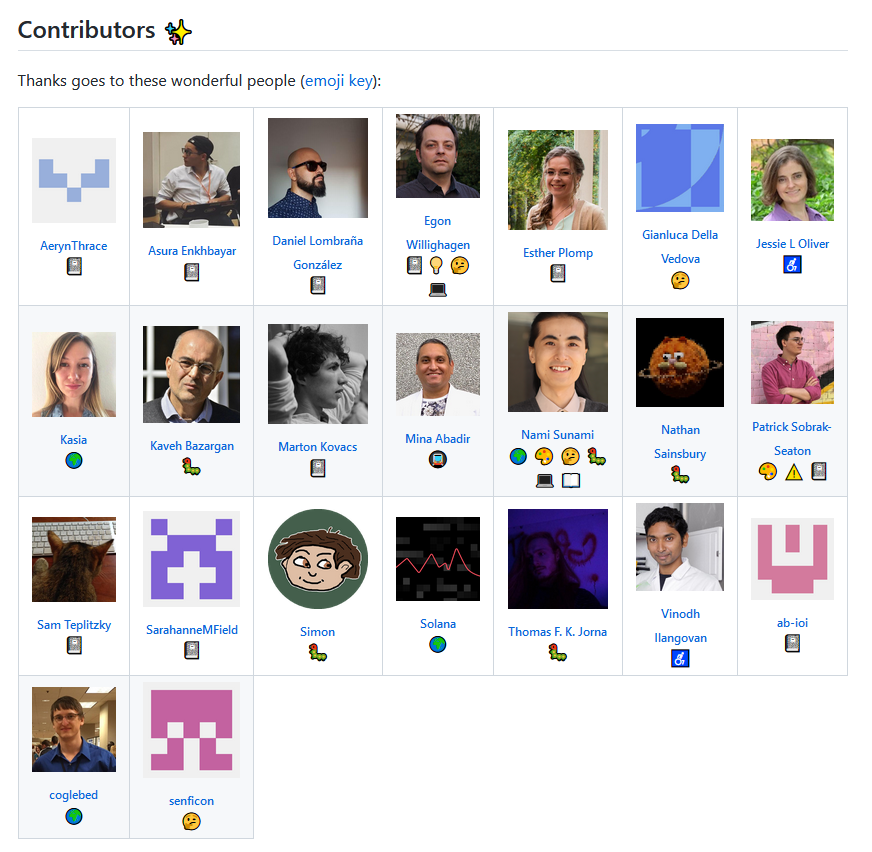 Contributors ✨
Thanks goes to these wonderful people (emoji key):
AerynThrace
Asura Enkhbayar
Daniel Lombraña
González
Egon
Willighagen
Esther Plomp
Gianluca Della
Vedova
Jessie L Oliver
Kasia
Kaveh Bazargan
Marton Kovacs
Mina Abadir
Nami Sunami
Nathan
Sainsbury
Patrick Sobrak-
Seaton
Sam Teplitzky
SarahanneMField
Simon
Solana
Thomas F. K. Jorna
Vinodh
Ilangovan
ab-ioi
coglebed
senficon